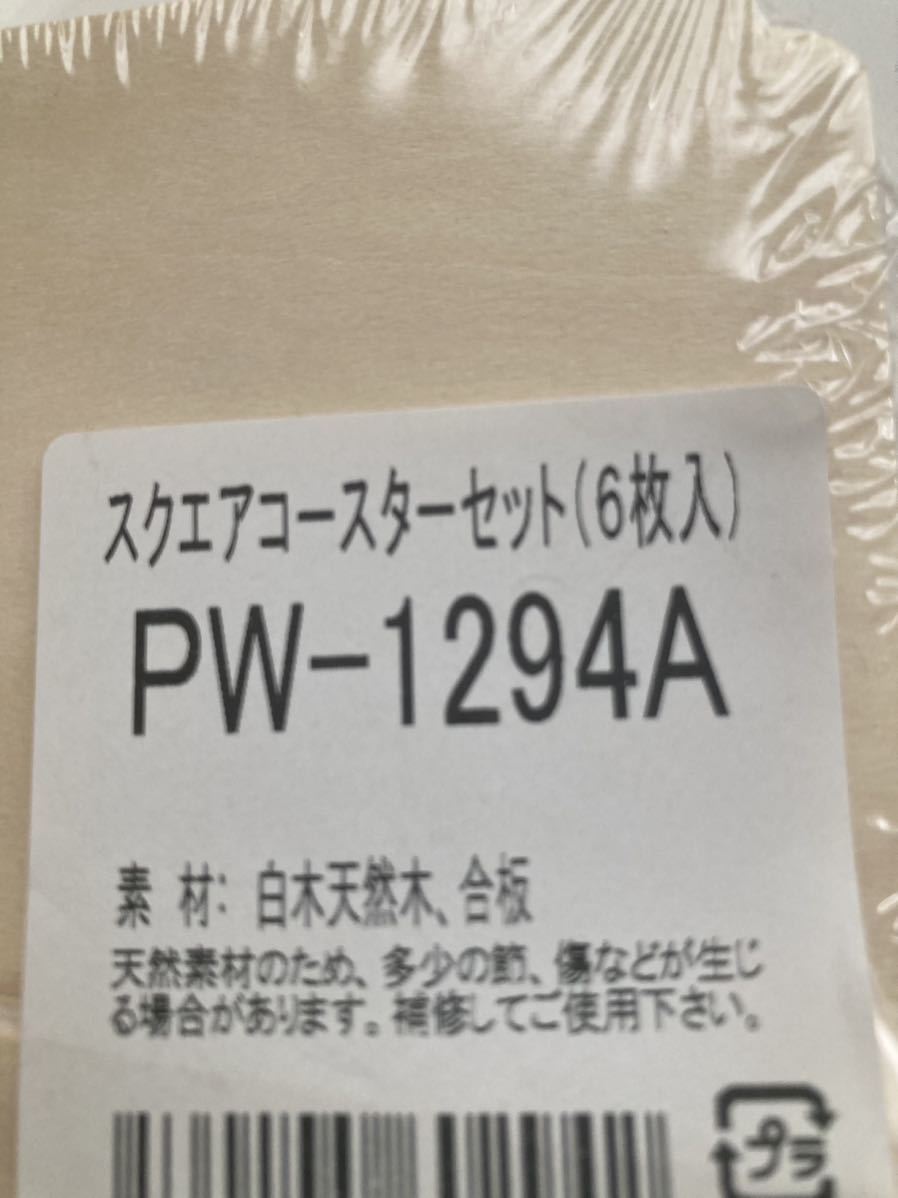 スクエアコースターセット(6枚入)
PW-1294A
素 材: 白木天然木、合板
天然素材のため、多少の節、傷などが生じ
る場合があります。補修してご使用下さい。
プラ